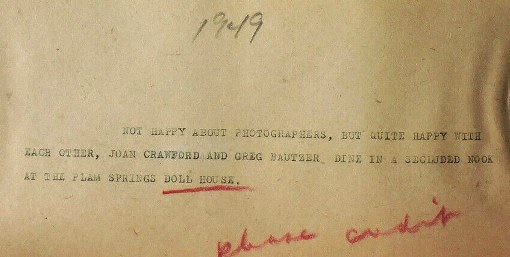 1949
NOT HAPPY ABOUT PHOTOGRAPHERS, BUT QUITE HAPPY WITH
EACH OTHER, JOAN CRAWFORD AND GREG BAUTZER DINE IN A SECLUDED NOOK
AT THE PLAM SPRINGS DOLL HOUSE.
please credit